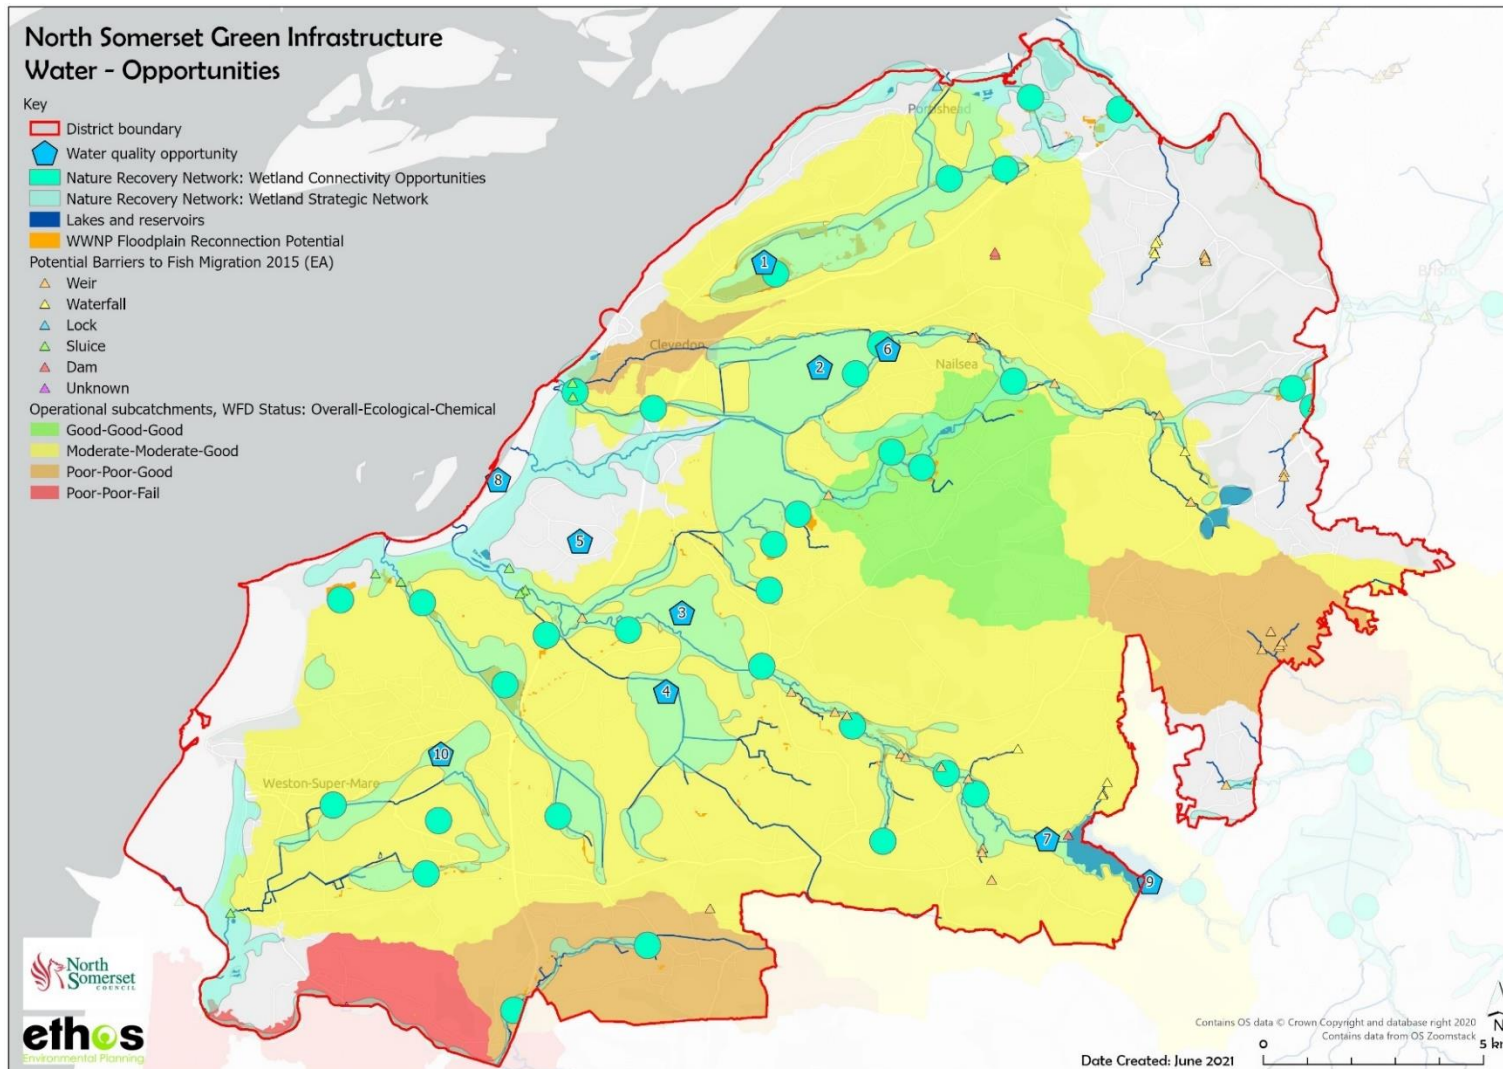 North Somerset Green Infrastructure
Water - Opportunities
Key
District boundary
Water quality opportunity
Nature Recovery Network: Wetland Connectivity Opportunities
Nature Recovery Network: Wetland Strategic Network
Lakes and reservoirs
WWNP Floodplain Reconnection Potential
Potential Barriers to Fish Migration 2015 (EA)
Weir
Waterfall
Lock
Sluice
Dam
Unknown
Operational subcatchments, WFD Status: Overall-Ecological-Chemical
Good-Good-Good
Moderate-Moderate-Good
Poor-Poor-Good
Poor-Poor-Fail
Portishead
1
Bristol
Clevedon
6
2
Nailsea
8
5
3
4
10
Weston-Super-Mare
7
9
North
Somerset
COUNCIL
ethos
Environmental Planning
N
Contains OS data © Crown Copyright and database right 2020
Contains data from OS Zoomstack
Date Created: June 2021
0
5 km